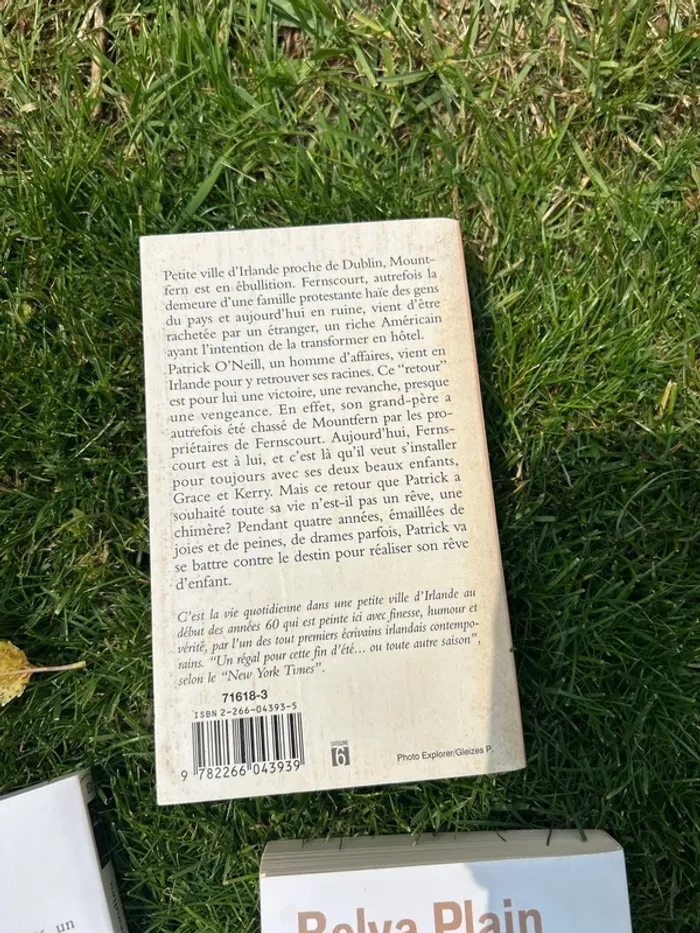 Petite ville d'Irlande proche de Dublin, Mount-
fern est en ébullition. Fernscourt, autrefois la
demeure d'une famille protestante haïe des gens
du pays et aujourd'hui en ruine, vient d'être
rachetée par un étranger, un riche Américain
ayant l'intention de la transformer en hôtel.
Patrick O'Neill, un homme d'affaires, vient en
Irlande pour y retrouver ses racines. Ce "retour"
est pour lui une victoire, une revanche, presque
une vengeance. En effet, son grand-père a
autrefois été chassé de Mountfern par les pro-
priétaires de Fernscourt. Aujourd'hui, Ferns-
court est à lui, et c'est là qu'il veut s'installer
pour toujours avec ses deux beaux enfants,
Grace et Kerry. Mais ce retour que Patrick a
souhaité toute sa vie n'est-il pas un rêve, une
chimère? Pendant quatre années, émaillées de
joies et de peines, de drames parfois, Patrick va
se battre contre le destin pour réaliser son rêve
d'enfant.
C'est la vie quotidienne dans une petite ville d'Irlande au
début des années 60 qui est peinte ici avec finesse, humour et
vérité, par l'un des tout premiers écrivains irlandais contempo-
rains. "Un régal pour cette fin d'été... ou toute autre saison",
selon le "New York Times".
71618-3
ISBN 2-266-04393-5
9 782266 043939
CATÉGORIE
6
Photo Explorer/Gleizes P.
un
Belva Plain